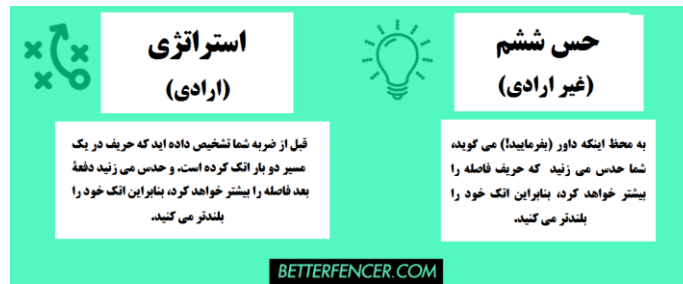 حس ششم
(غیر ارادی)
به محظ اینکه داور (بفرمایید!) می گوید،
شما حدس می زنید که حریف فاصله را
بیشتر خواهد کرد، بنابراین اتک خود را
بلندتر می کنید.
استراتژی
(ارادی)
قبل از ضربه شما تشخیص داده اید که حریف در یک
مسیر دو بار اتک کرده است. و حدس می زنید دفعهٔ
بعد فاصله را بیشتر خواهد کرد، بنابراین اتک خود را
بلندتر می کنید.
BETTERFENCER.COM